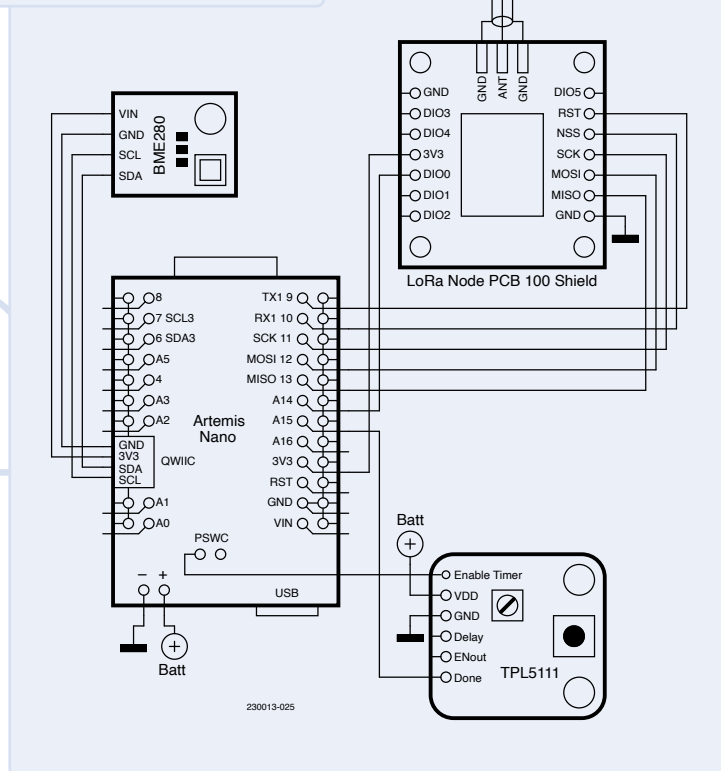 VIN
GND
SCL
SDA
BME280
GND
ANT
GND
GND
DIO3
DIO4
3V3
DIO0
DIO1
DIO2
DIO5
RST
NSS
SCK
MOSI
MISO
GND
LoRa Node PCB 100 Shield
8
7 SCL3
6 SDA3
A5
4
A3
A2
GND
3V3
SDA
SCL
QWIIC
A1
A0
Artemis
Nano
TX1 9
RX1 10
SCK 11
MOSI 12
MISO 13
A14
A15
A16
3V3
RST
GND
VIN
PSWC
– +
USB
Batt
Batt
+
+
Enable Timer
VDD
GND
Delay
ENout
Done
TPL5111
230013-025